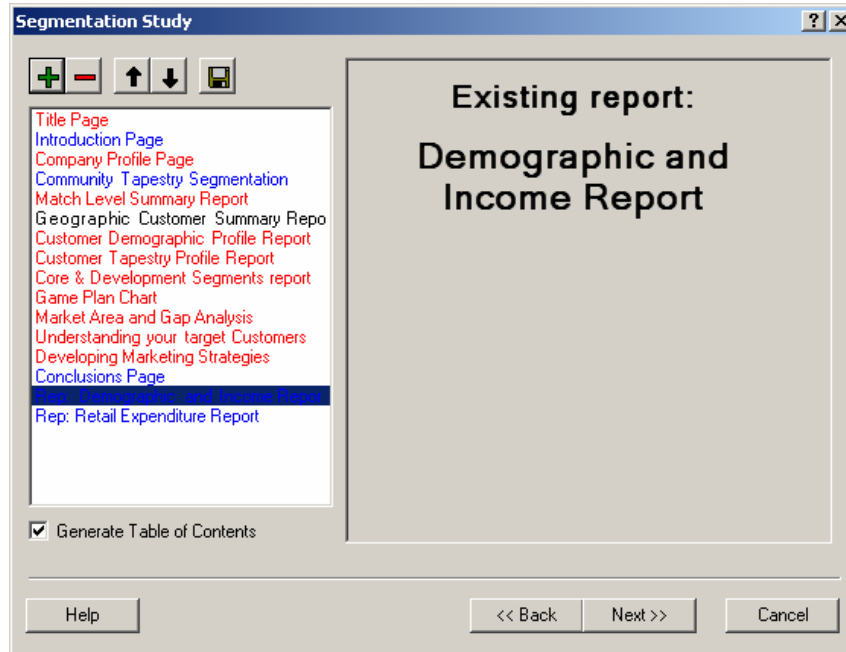 Segmentation Study
Title Page
Introduction Page
Company Profile Page
Community Tapestry Segmentation
Match Level Summary Report
Geographic Customer Summary Repo
Customer Demographic Profile Report
Customer Tapestry Profile Report
Core & Development Segments report
Game Plan Chart
Market Area and Gap Analysis
Understanding your target Customers
Developing Marketing Strategies
Conclusions Page
Rep: Demographic and Income Repor
Rep: Retail Expenditure Report
Generate Table of Contents
Existing report:
Demographic and
Income Report
Help
<< Back
Next >>
Cancel